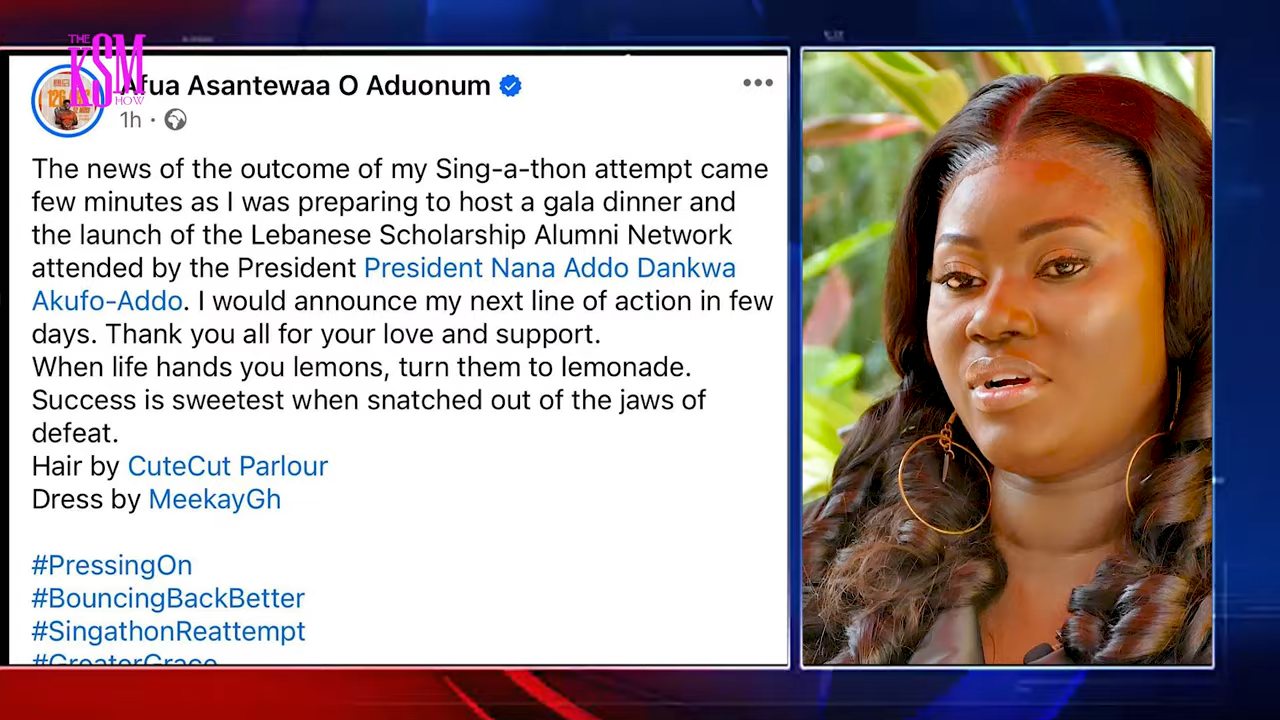 THE
KSM
SHOW
Afua Asantewaa O Aduonum
1h
The news of the outcome of my Sing-a-thon attempt came
few minutes as I was preparing to host a gala dinner and
the launch of the Lebanese Scholarship Alumni Network
attended by the President President Nana Addo Dankwa
Akufo-Addo. I would announce my next line of action in few
days. Thank you all for your love and support.
When life hands you lemons, turn them to lemonade.
Success is sweetest when snatched out of the jaws of
defeat.
Hair by CuteCut Parlour
Dress by MeekayGh
#PressingOn
#BouncingBackBetter
#SingathonReattempt
#GreaterGrace